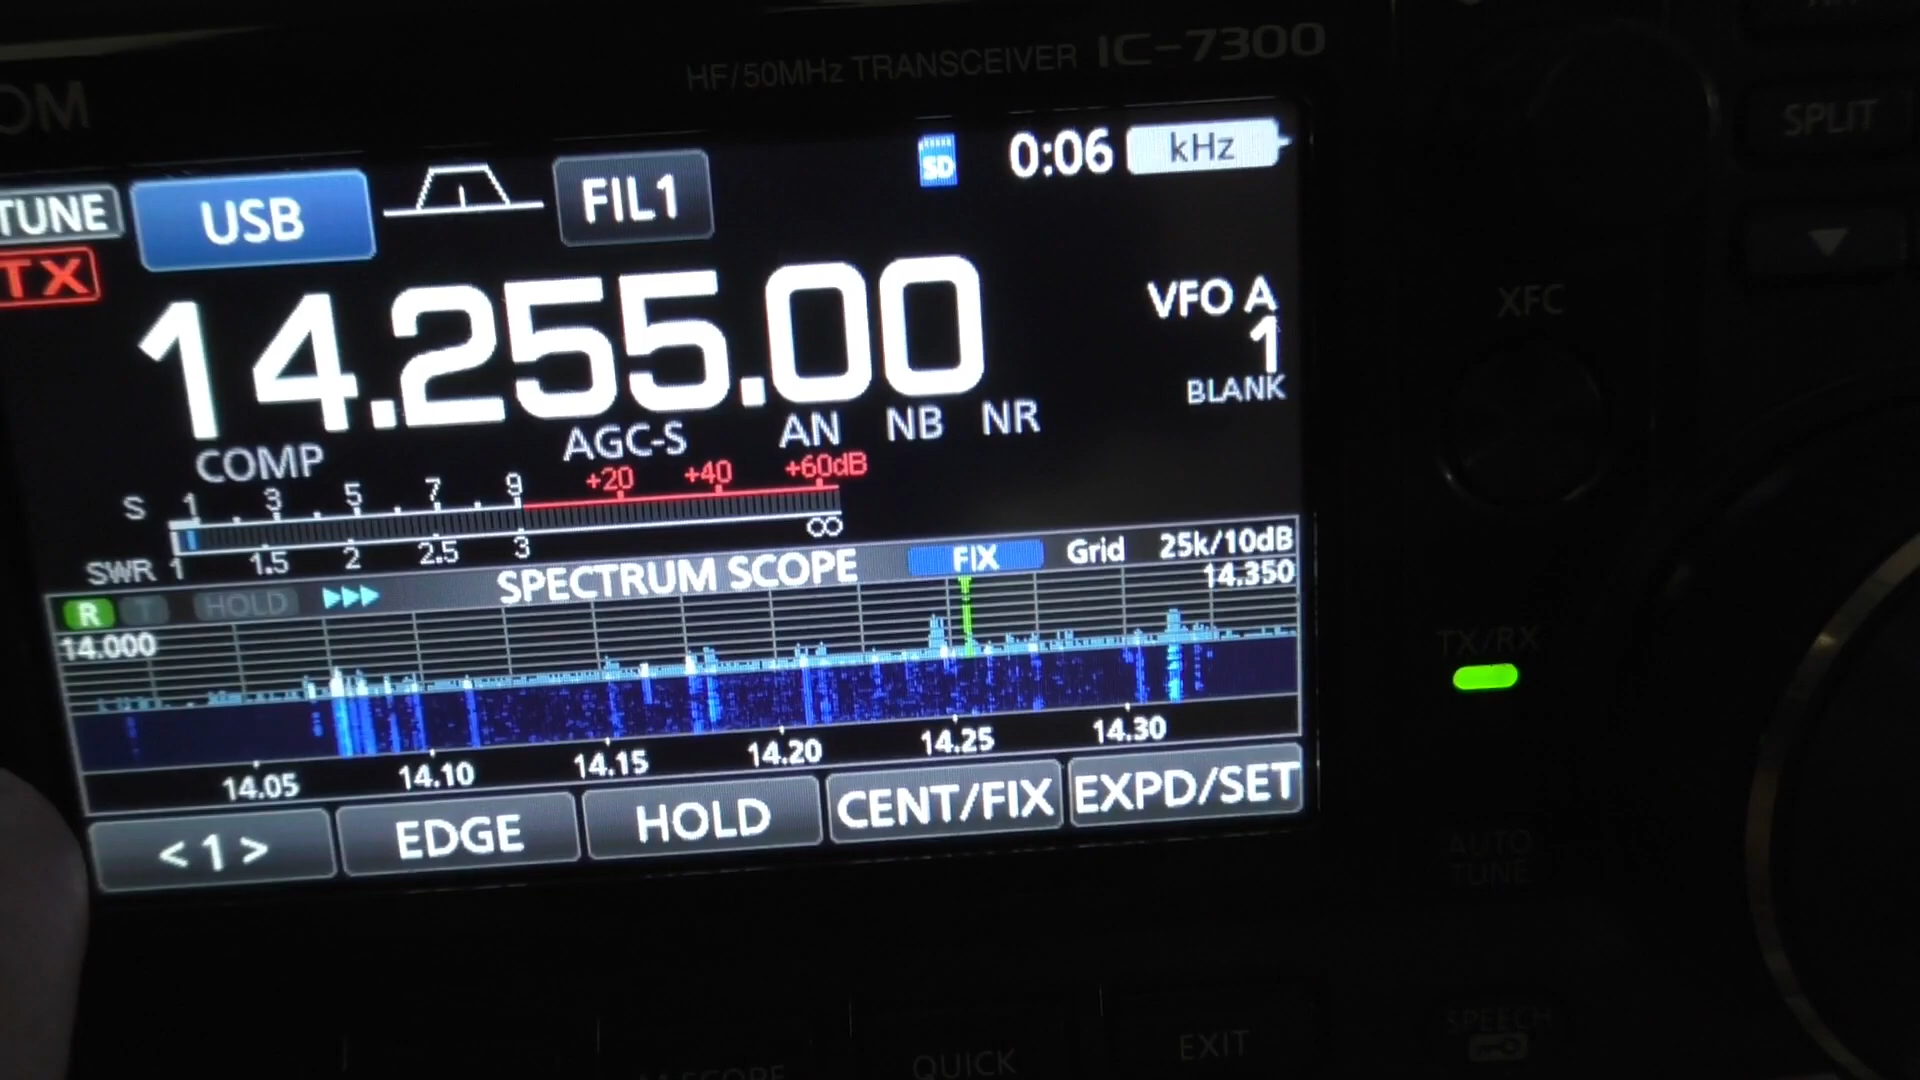 OM
HF/50MHz TRANSCEIVER IC-7300
TUNE USB FIL1 SD 0:06 kHz
SPLIT
TX
14.255.00
VFO A
1
BLANK
XFC
COMP AGC-S AN NB NR
S 1 3 5 7 9 +20 +40 +60dB
SWR 1 1.5 2 2.5 3 ∞
R T HOLD SPECTRUM SCOPE FIX Grid 25k/10dB
14.000 14.350
TX/RX
14.05 14.10 14.15 14.20 14.25 14.30
<1> EDGE HOLD CENT/FIX EXPD/SET
AUTO
TUNE
SPEECH
M.SCOPE QUICK EXIT